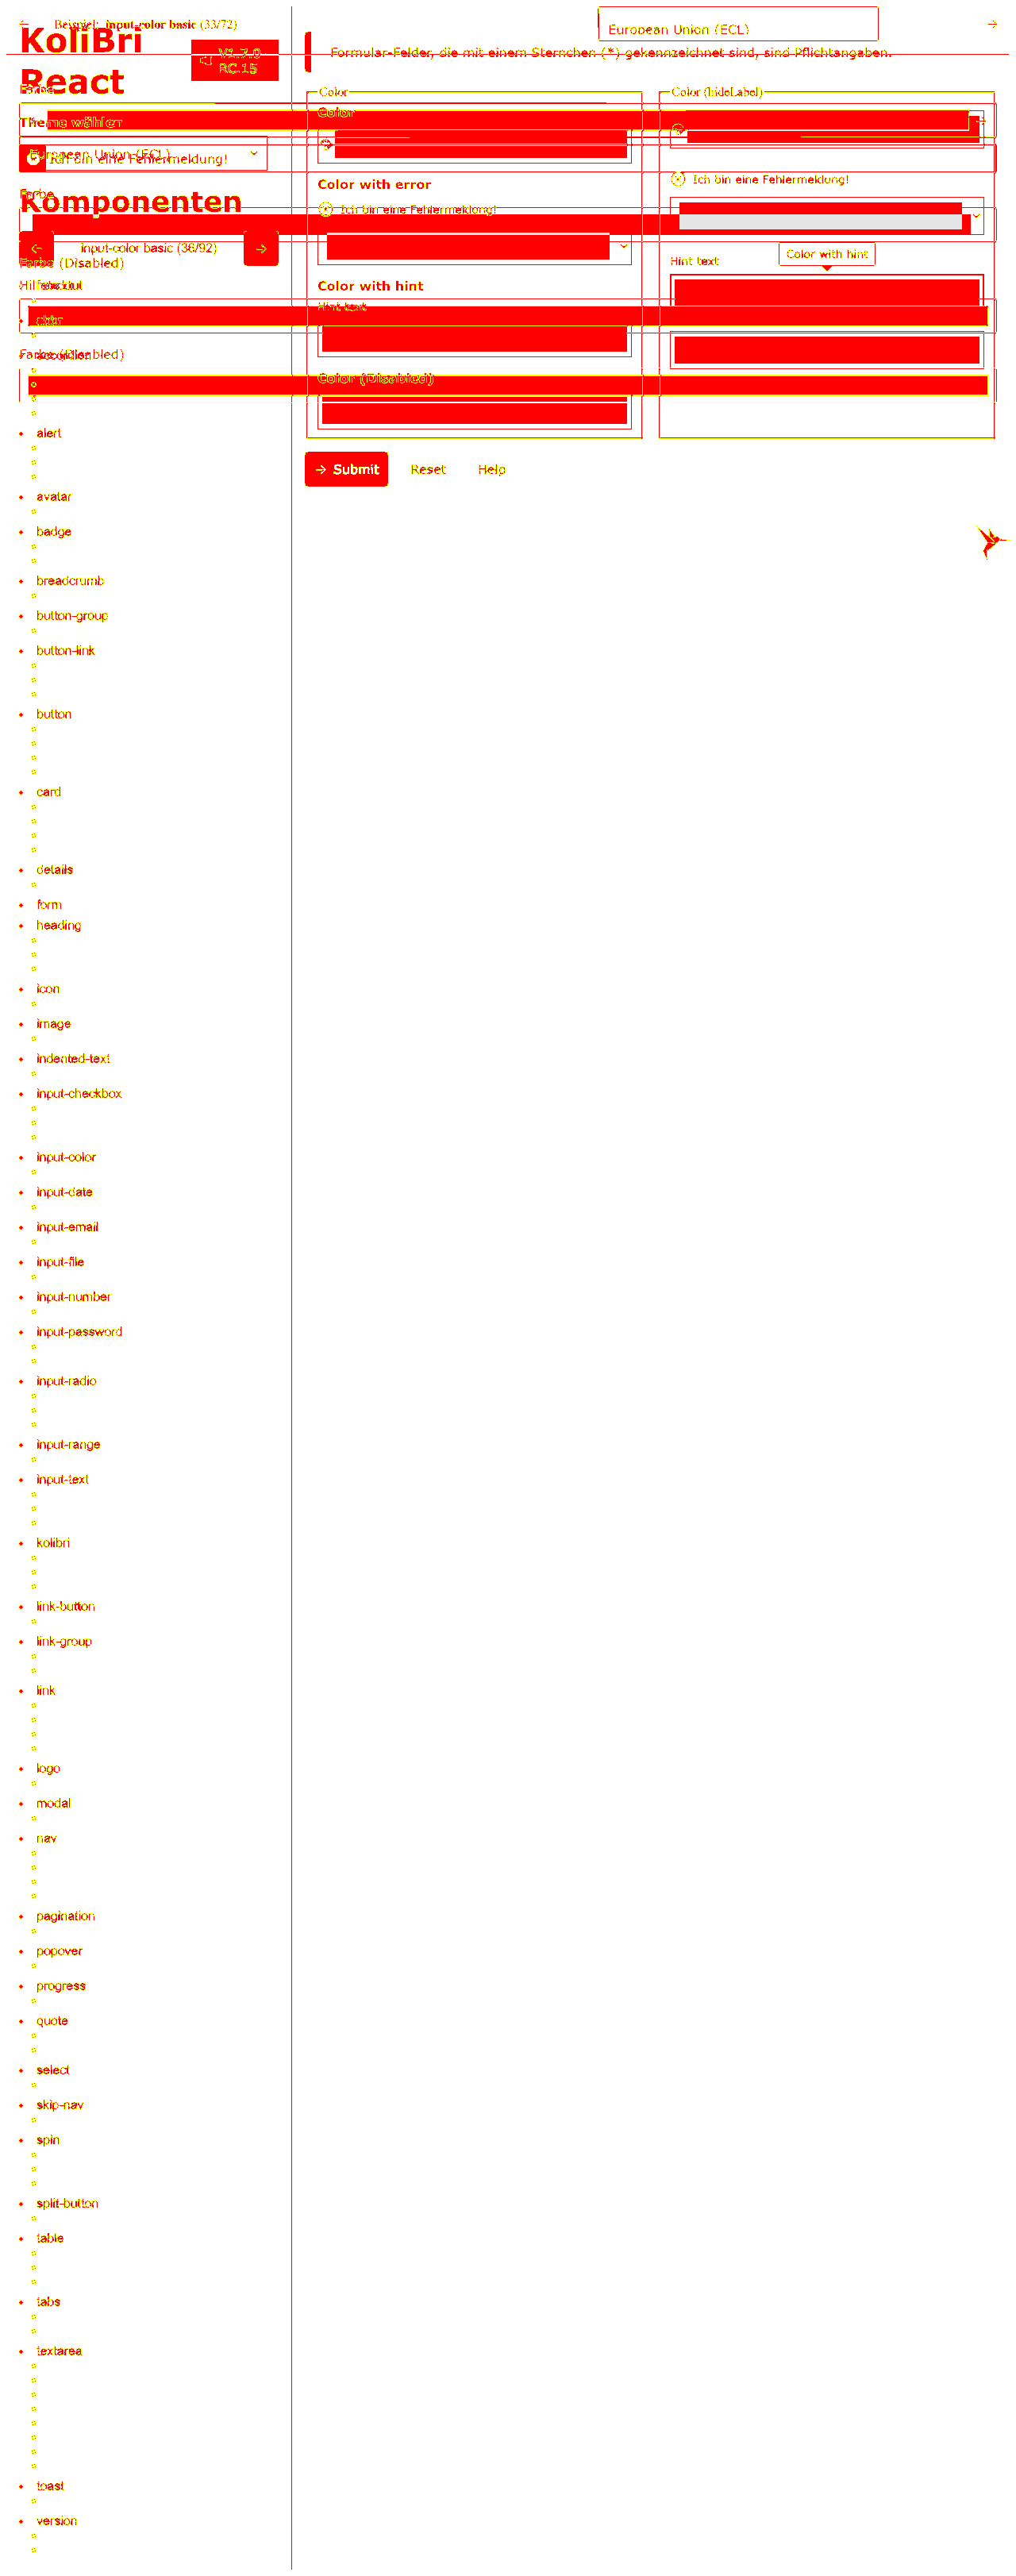 Beispiel: input-color basic (33/72)
European Union (ECL)
KoliBri
React
V1.7.0
RC.15
Formular-Felder, die mit einem Sternchen (*) gekennzeichnet sind, sind Pflichtangaben.
Farbe
Color
Color (hideLabel)
Theme wählen
Color
European Union (ECL)
Ich bin eine Fehlermeldung!
Farbe
Komponenten
Color with error
Ich bin eine Fehlermeldung!
Ich bin eine Fehlermeldung!
input-color basic (36/92)
Farbe (Disabled)
Color with hint
Hint text
Color with hint
Hint text
Farbe (Disabled)
Color (Disabled)
alert
Submit
Reset
Help
avatar
badge
breadcrumb
button-group
button-link
button
card
details
form
heading
icon
image
indented-text
input-checkbox
input-color
input-date
input-email
input-file
input-number
input-password
input-radio
input-range
input-text
kolibri
link-button
link-group
link
logo
modal
nav
pagination
popover
progress
quote
select
skip-nav
spin
split-button
table
tabs
textarea
toast
version